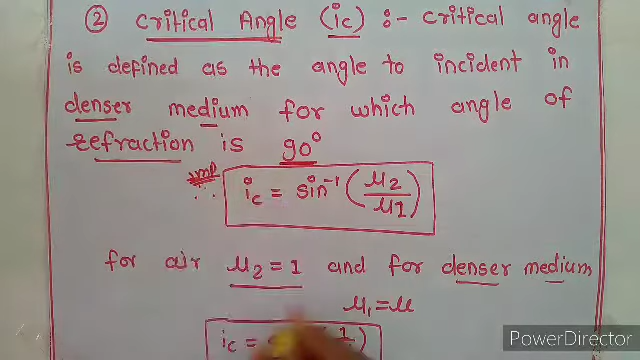 ② Critical Angle (ic) :- critical angle
is defined as the angle to incident in
denser medium for which angle of
refraction is 90°
imp
∴ ic = sin⁻¹ (μ2/μ1)
for air μ2 = 1 and for denser medium
μ1 = μ
ic =
PowerDirector